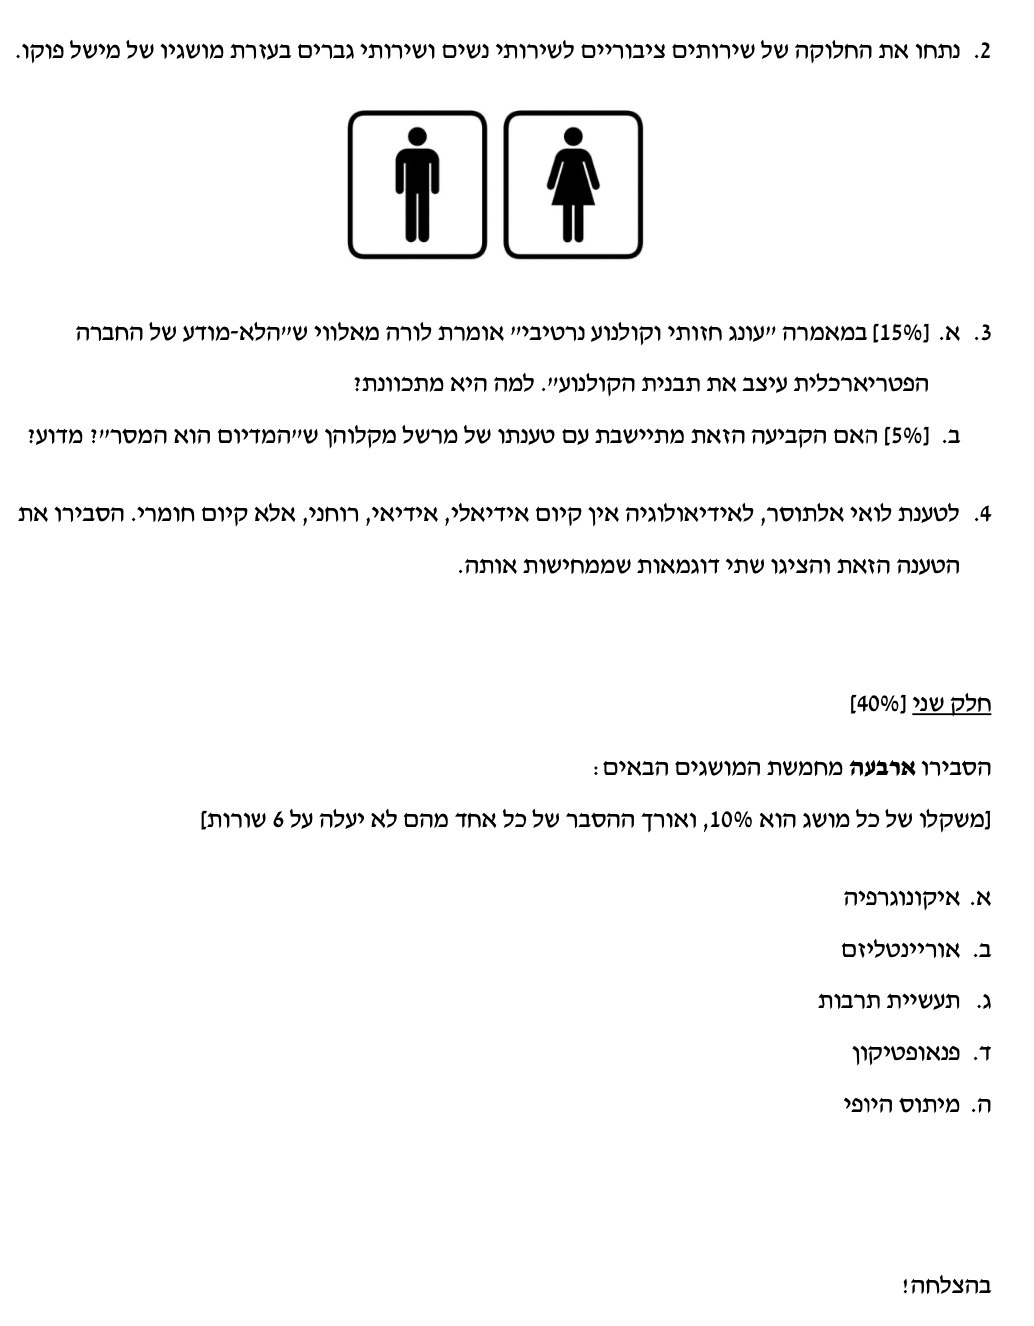 2. נתחו את החלוקה של שירותים ציבוריים לשירותי נשים ושירותי גברים בעזרת מושגיו של מישל פוקו.
3. א. [15%] במאמרה "עונג חזותי וקולנוע נרטיבי" אומרת לורה מאלווי ש"הלא-מודע של החברה
הפטריארכלית עיצב את תבנית הקולנוע". למה היא מתכוונת?
ב. [5%] האם הקביעה הזאת מתיישבת עם טענתו של מרשל מקלוהן ש"המדיום הוא המסר"? מדוע?
4. לטענת לואי אלתוסר, לאידיאולוגיה אין קיום אידיאלי, אידיאי, רוחני, אלא קיום חומרי. הסבירו את
הטענה הזאת והציגו שתי דוגמאות שממחישות אותה.
חלק שני [40%]
הסבירו ארבעה מחמשת המושגים הבאים:
[משקלו של כל מושג הוא 10%, ואורך ההסבר של כל אחד מהם לא יעלה על 6 שורות]
א. איקונוגרפיה
ב. אוריינטליזם
ג. תעשיית תרבות
ד. פנאופטיקון
ה. מיתוס היופי
בהצלחה!